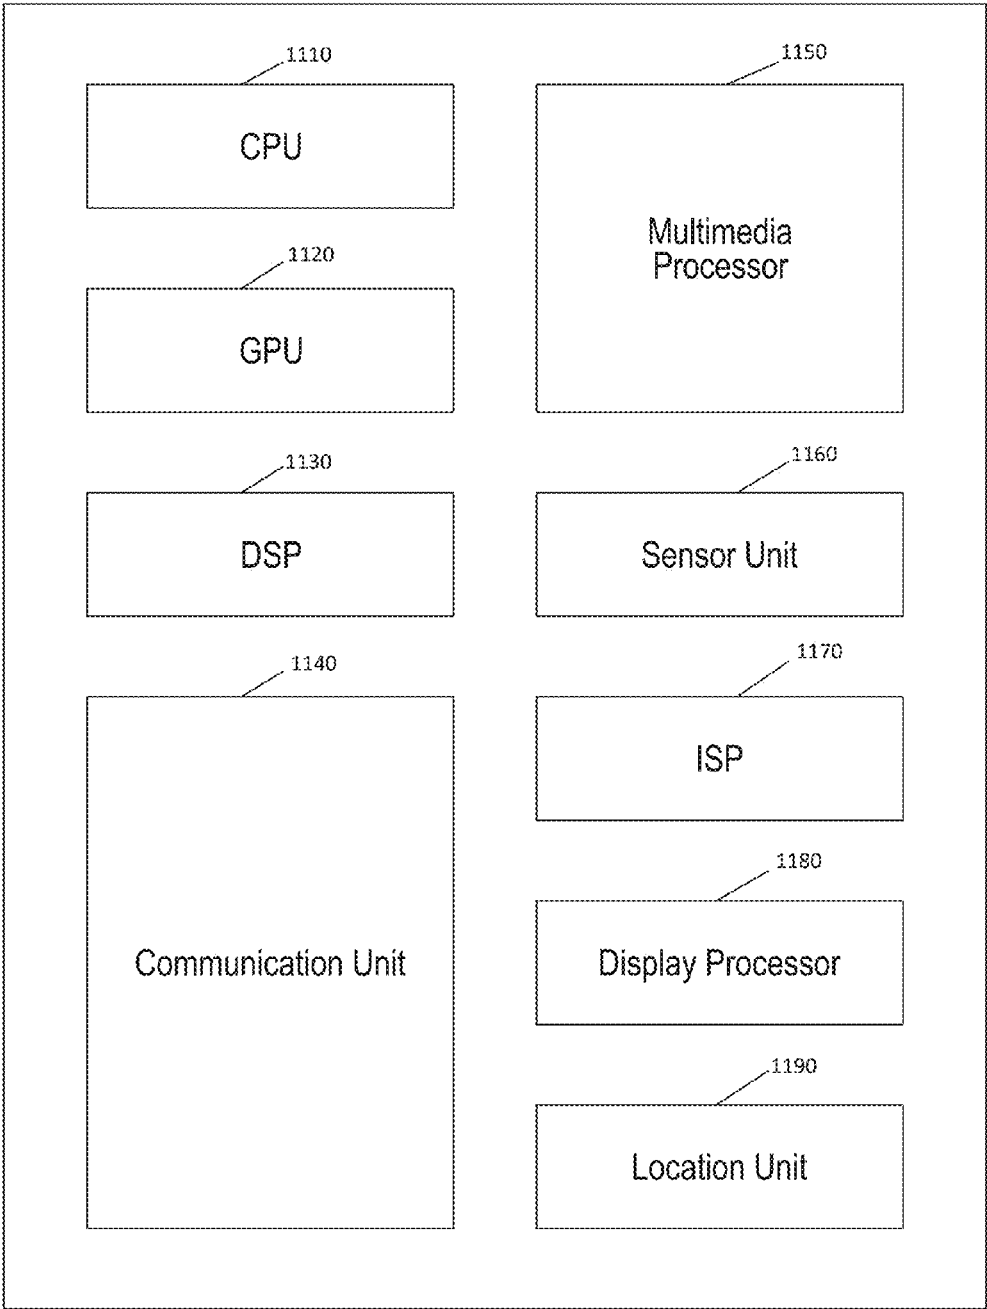 1110
CPU
1120
GPU
1130
DSP
1140
Communication Unit
1150
Multimedia
Processor
1160
Sensor Unit
1170
ISP
1180
Display Processor
1190
Location Unit